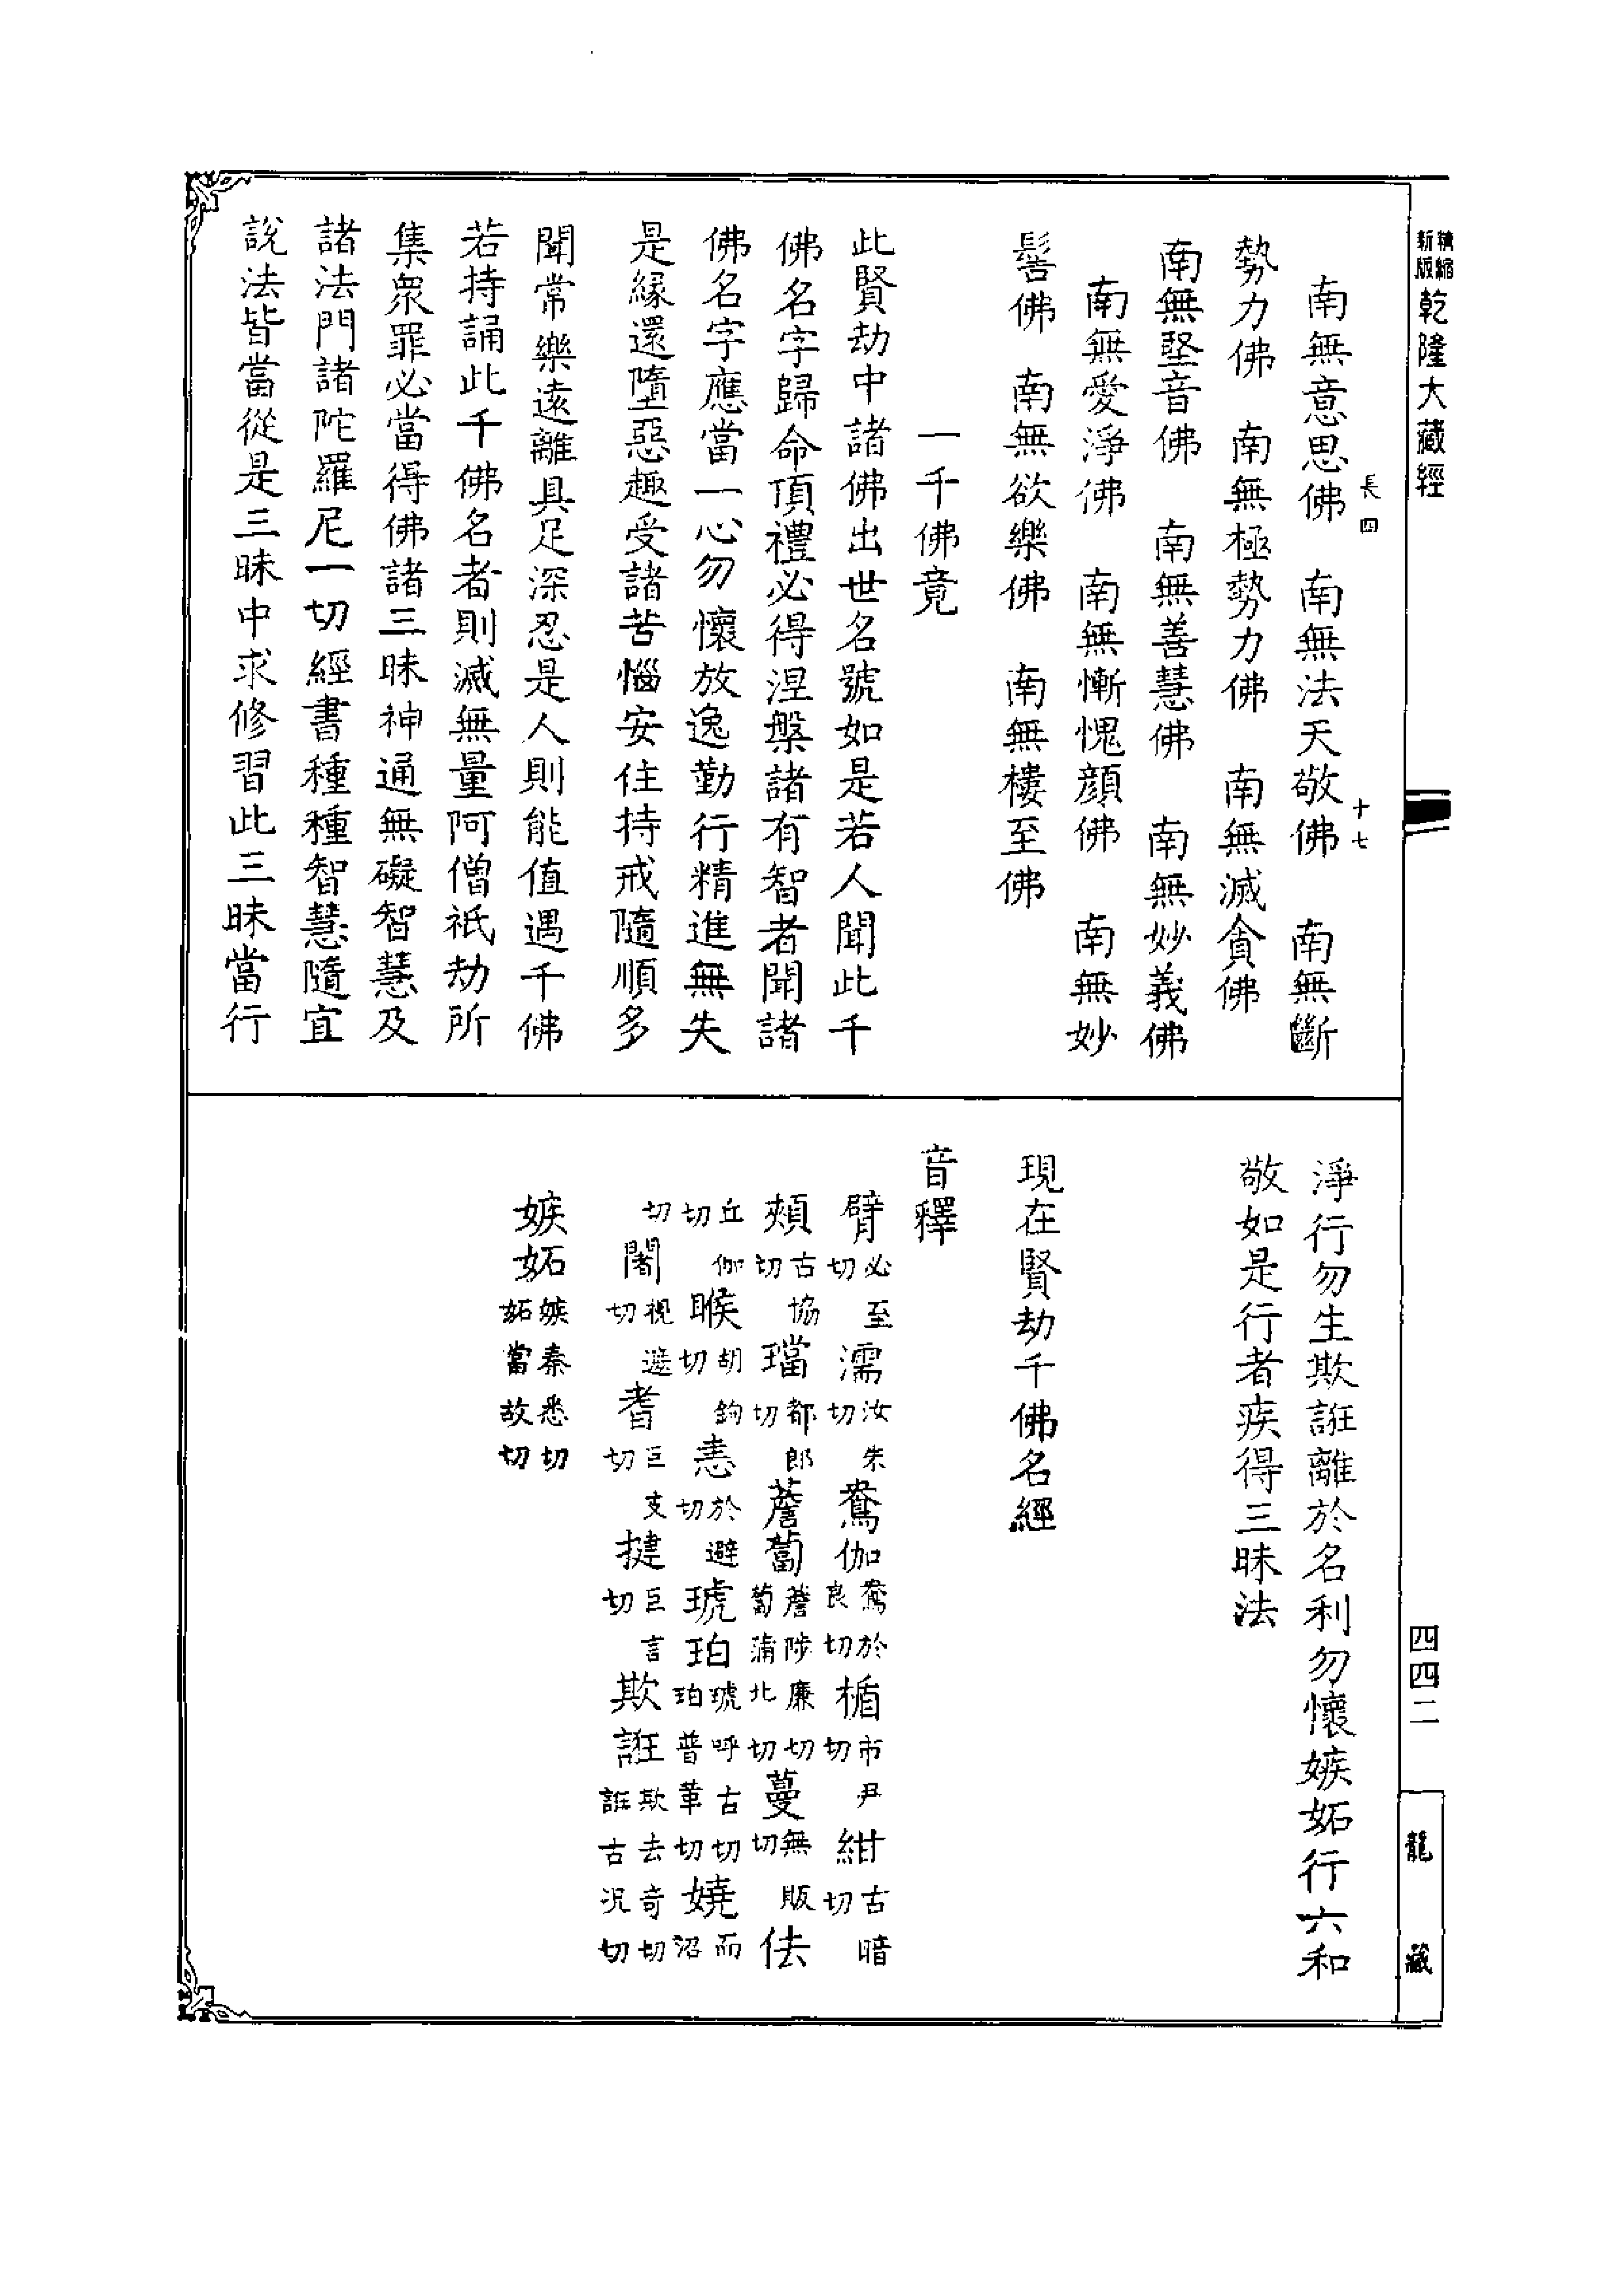 新版精縮乾隆大藏經
長四
十七
南無意思佛　南無法天敬佛　南無斷
勢力佛　南無極勢力佛　南無滅貪佛
南無堅音佛　南無善慧佛　南無妙義佛
南無愛淨佛　南無慚愧顔佛　南無妙
髻佛　南無欲樂佛　南無樓至佛
一千佛竟
此賢劫中諸佛出世名號如是若人聞此千
佛名字歸命頂禮必得涅槃諸有智者聞諸
佛名字應當一心勿懷放逸勤行精進無失
是緣還墮惡趣受諸苦惱安住持戒隨順多
聞常樂遠離具足深忍是人則能值遇千佛
若持誦此千佛名者則滅無量阿僧祇劫所
集衆罪必當得佛諸三昧神通無礙智慧及
諸法門諸陀羅尼一切經書種種智慧隨宜
說法皆當從是三昧中求修習此三昧當行
淨行勿生欺誑離於名利勿懷嫉妬行六和
敬如是行者疾得三昧法
現在賢劫千佛名經
音釋
臂必至切　濡汝朱切　鴦伽鴦於良切　楯市尹切　紺古暗切
頰古協切　璫都郎切　薝蔔薝陟廉切蔔蒲北切　蔓無販切　佉
丘伽切　睺胡鉤切　恚於避切　琥珀琥呼古切珀普革切　嬈而沼
切　闍視遮切　耆巨支切　揵巨言切　欺誑欺去奇切誑古況切
嫉妬嫉秦悉切妬當故切
四四二
龍藏